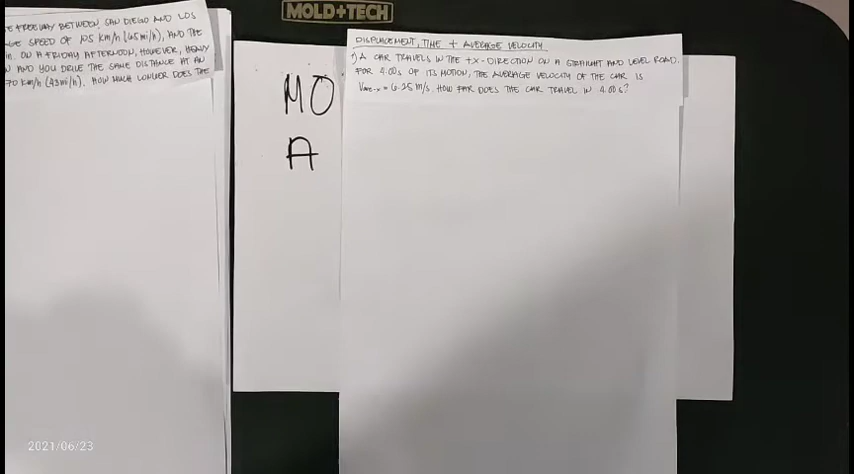 MOLD+TECH
E FREEWAY BETWEEN SAN DIEGO AND LOS
GE SPEED OF 105 km/h (65mi/h), AND THE
in. ON A FRIDAY AFTERNOON, HOWEVER, HEAVY
AND YOU DRIVE THE SAME DISTANCE AT AN
70 km/h (43mi/h). HOW MUCH LONGER DOES THE
MO
A
DISPLACEMENT, TIME + AVERAGE VELOCITY
1) A CAR TRAVELS IN THE +X-DIRECTION ON A STRAIGHT AND LEVEL ROAD.
FOR 4.00s OF ITS MOTION, THE AVERAGE VELOCITY OF THE CAR IS
Vave-x = 6.25 m/s. HOW FAR DOES THE CAR TRAVEL IN 4.00s?
2021/06/23